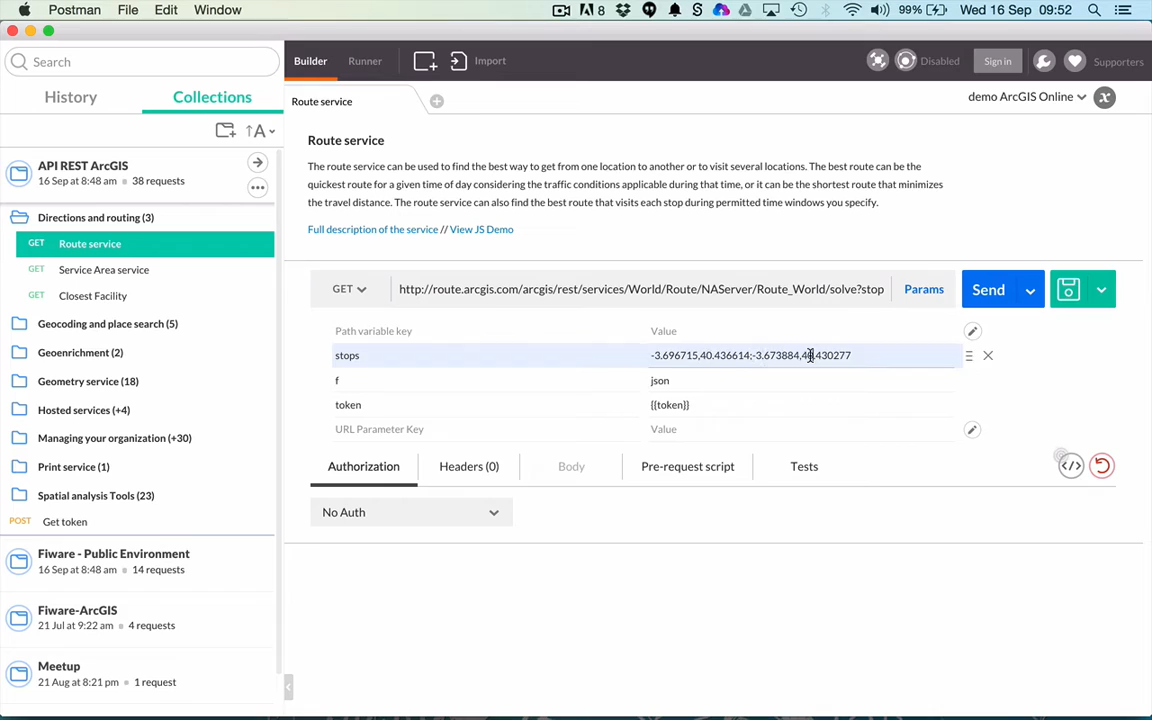 Postman File Edit Window 8 99% Wed 16 Sep 09:52
Search
History Collections
A
API REST ArcGIS
16 Sep at 8:48 am 38 requests
Directions and routing (3)
GET Route service
GET Service Area service
GET Closest Facility
Geocoding and place search (5)
Geoenrichment (2)
Geometry service (18)
Hosted services (+4)
Managing your organization (+30)
Print service (1)
Spatial analysis Tools (23)
POST Get token
Fiware - Public Environment
16 Sep at 8:48 am 14 requests
Fiware-ArcGIS
21 Jul at 9:22 am 4 requests
Meetup
21 Aug at 8:21 pm 1 request
Builder Runner Import Disabled Sign in Supporters
Route service demo ArcGIS Online x
Route service
The route service can be used to find the best way to get from one location to another or to visit several locations. The best route can be the
quickest route for a given time of day considering the traffic conditions applicable during that time, or it can be the shortest route that minimizes
the travel distance. The route service can also find the best route that visits each stop during permitted time windows you specify.
Full description of the service // View JS Demo
GET http://route.arcgis.com/arcgis/rest/services/World/Route/NAServer/Route_World/solve?stop Params Send
Path variable key Value
stops -3.696715,40.436614;-3.673884,40.430277
f json
token {{token}}
URL Parameter Key Value
Authorization Headers (0) Body Pre-request script Tests </>
No Auth